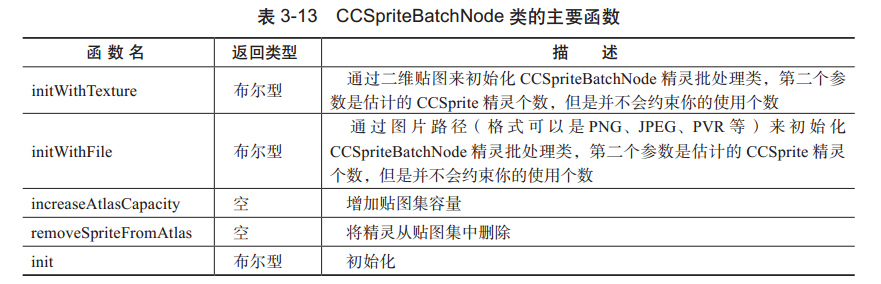 表 3-13 CCSpriteBatchNode 类的主要函数
函 数 名 返回类型 描 述
initWithTexture 布尔型 通过二维贴图来初始化 CCSpriteBatchNode 精灵批处理类，第二个参
数是估计的 CCSprite 精灵个数，但是并不会约束你的使用个数
initWithFile 布尔型 通过图片路径（格式可以是 PNG、JPEG、PVR 等）来初始化
CCSpriteBatchNode 精灵批处理类，第二个参数是估计的 CCSprite 精灵
个数，但是并不会约束你的使用个数
increaseAtlasCapacity 空 增加贴图集容量
removeSpriteFromAtlas 空 将精灵从贴图集中删除
init 布尔型 初始化